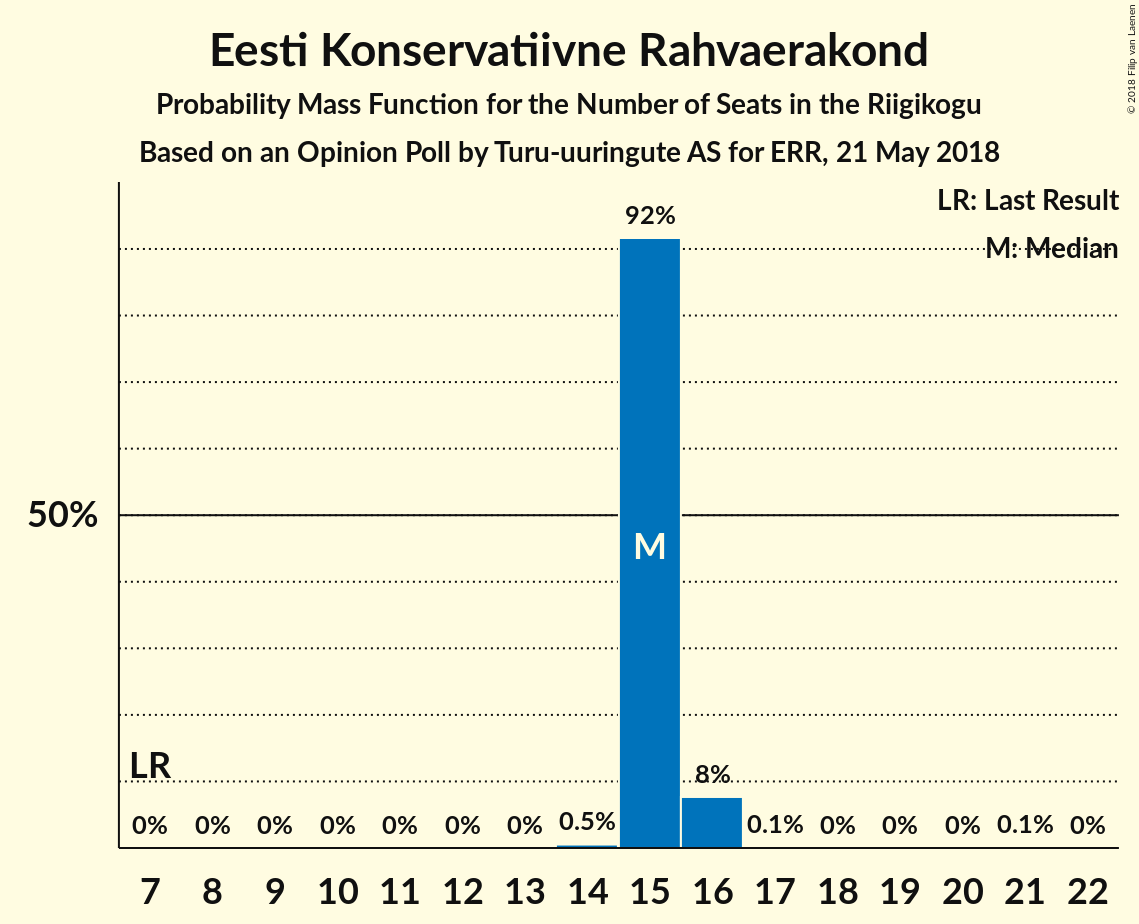 Eesti Konservatiivne Rahvaerakond
Probability Mass Function for the Number of Seats in the Riigikogu
Based on an Opinion Poll by Turu-uuringute AS for ERR, 21 May 2018
© 2018 Filip van Laenen
LR: Last Result
M: Median
92%
50%
M
LR
8%
0% 0% 0% 0% 0% 0% 0% 0.5% 0.1% 0% 0% 0% 0.1% 0%
7 8 9 10 11 12 13 14 15 16 17 18 19 20 21 22